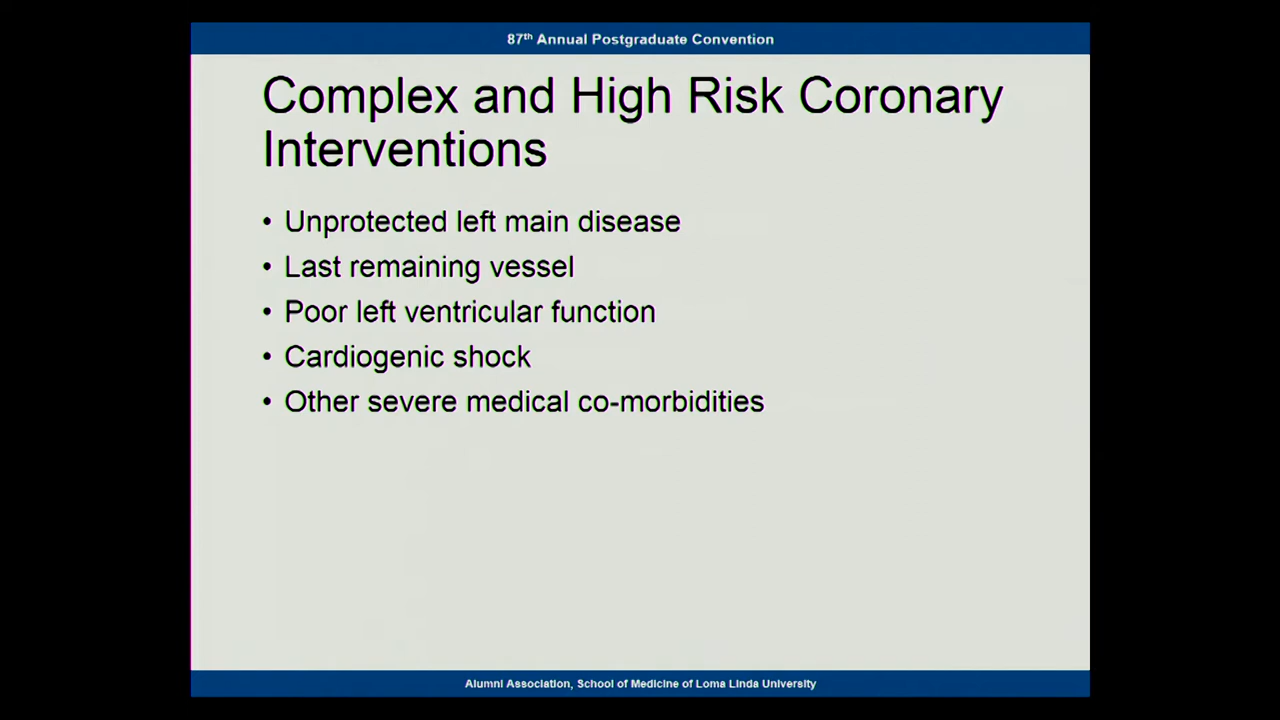 87th Annual Postgraduate Convention
Complex and High Risk Coronary
Interventions
• Unprotected left main disease
• Last remaining vessel
• Poor left ventricular function
• Cardiogenic shock
• Other severe medical co-morbidities
Alumni Association, School of Medicine of Loma Linda University